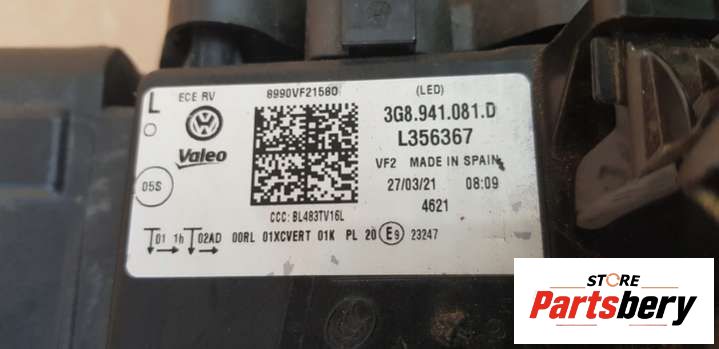 L ECE RV 8990VF21580 (LED)
3G8.941.081.D
Valeo L356367
VF2 MADE IN SPAIN
05S 27/03/21 08:09
4621
CCC: BL483TV16L
01 1h 02AD 00RL 01XCVERT 01K PL 20 E9 23247
STORE
Partsbery